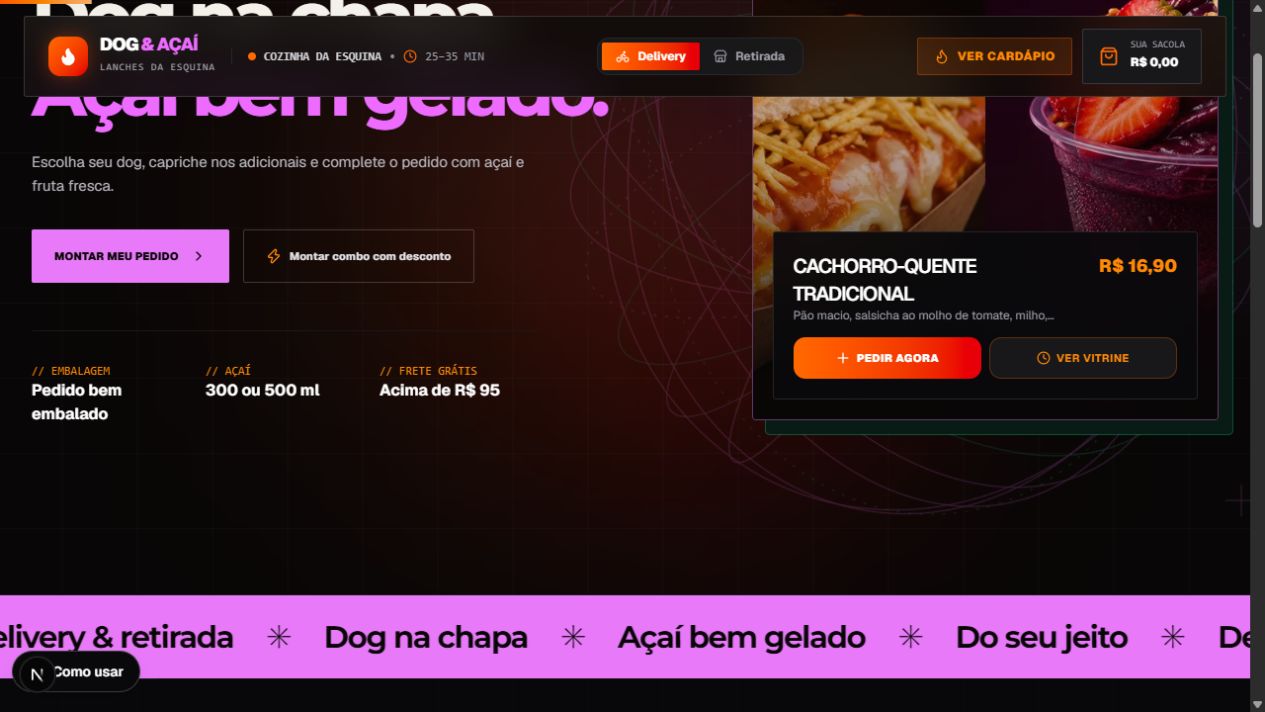 Dog na chapa
DOG & AÇAÍ
LANCHES DA ESQUINA
COZINHA DA ESQUINA • 25–35 MIN
Delivery
Retirada
VER CARDÁPIO
SUA SACOLA
R$ 0,00
Açaí bem gelado.
Escolha seu dog, capriche nos adicionais e complete o pedido com açaí e
fruta fresca.
MONTAR MEU PEDIDO
Montar combo com desconto
// EMBALAGEM
Pedido bem
embalado
// AÇAÍ
300 ou 500 ml
// FRETE GRÁTIS
Acima de R$ 95
CACHORRO-QUENTE
TRADICIONAL
R$ 16,90
Pão macio, salsicha ao molho de tomate, milho,...
PEDIR AGORA
VER VITRINE
elivery & retirada ✳ Dog na chapa ✳ Açaí bem gelado ✳ Do seu jeito ✳ De
N
Como usar